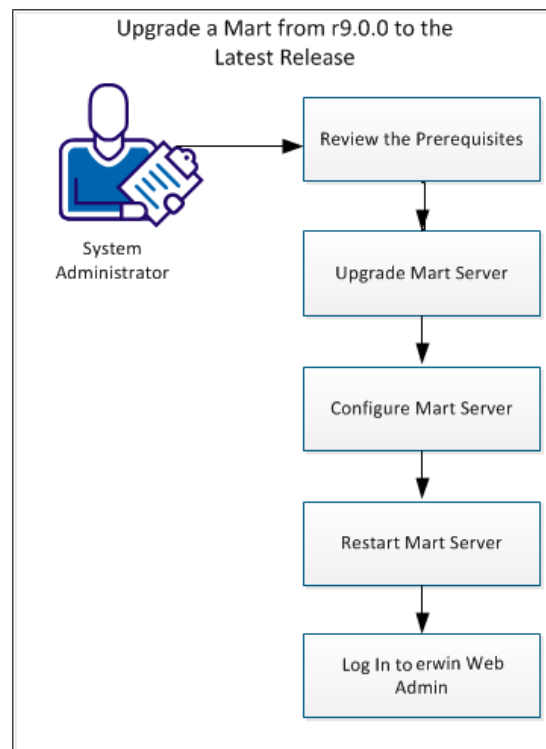 Upgrade a Mart from r9.0.0 to the
Latest Release
Review the Prerequisites
System
Administrator
Upgrade Mart Server
Configure Mart Server
Restart Mart Server
Log In to erwin Web
Admin